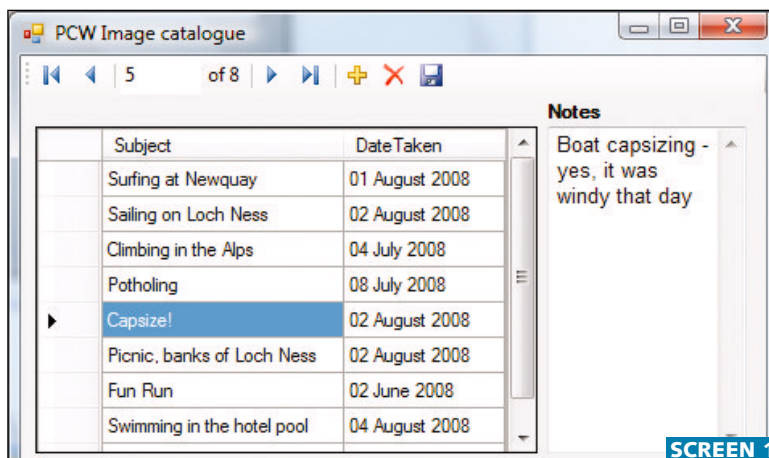 PCW Image catalogue
5 of 8
Notes
Subject DateTaken
Surfing at Newquay 01 August 2008
Sailing on Loch Ness 02 August 2008
Climbing in the Alps 04 July 2008
Potholing 08 July 2008
Capsize! 02 August 2008
Picnic, banks of Loch Ness 02 August 2008
Fun Run 02 June 2008
Swimming in the hotel pool 04 August 2008
Boat capsizing -
yes, it was
windy that day
SCREEN 1